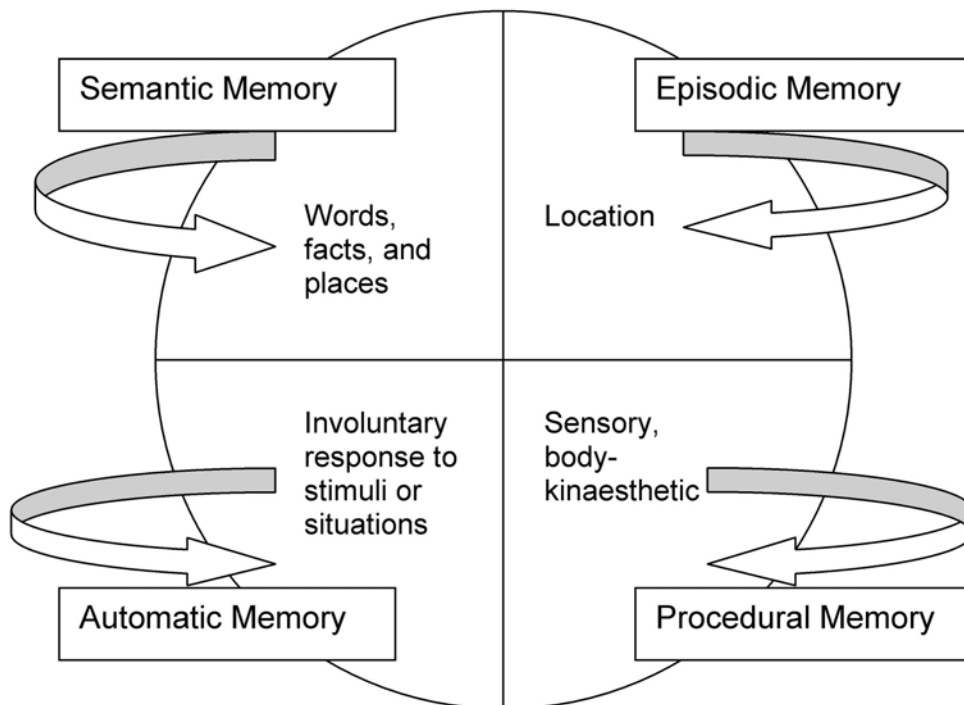 Semantic Memory
Episodic Memory
Words,
facts, and
places
Location
Involuntary
response to
stimuli or
situations
Sensory,
body-
kinaesthetic
Automatic Memory
Procedural Memory